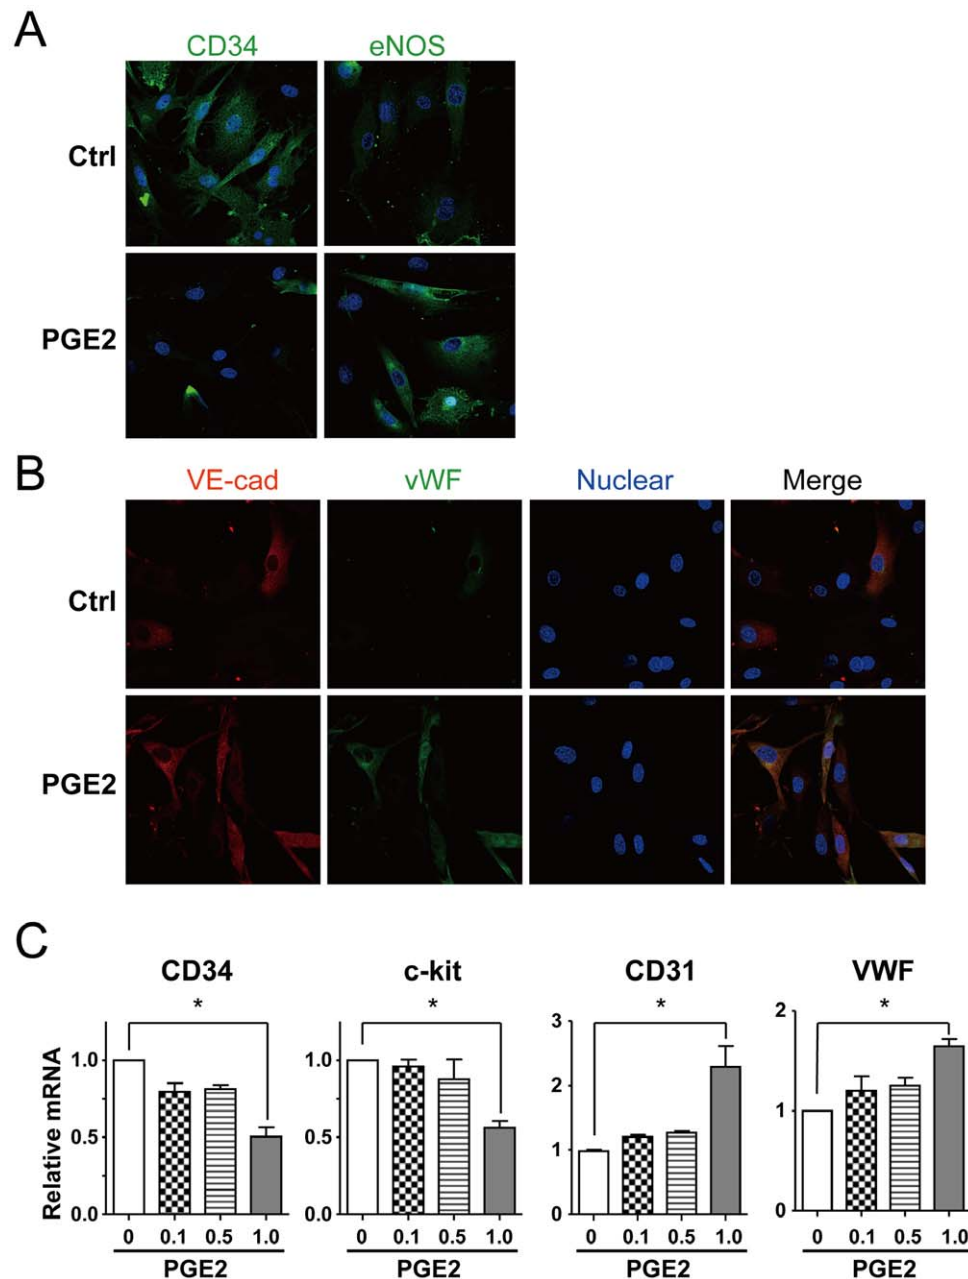 A
CD34 eNOS
Ctrl
PGE2
B
VE-cad vWF Nuclear Merge
Ctrl
PGE2
C
CD34 c-kit CD31 VWF
* * * *
Relative mRNA
1.0 0.5 0.0
1.0 0.5 0.0
3 2 1 0
2 1 0
0 0.1 0.5 1.0 0 0.1 0.5 1.0 0 0.1 0.5 1.0 0 0.1 0.5 1.0
PGE2 PGE2 PGE2 PGE2